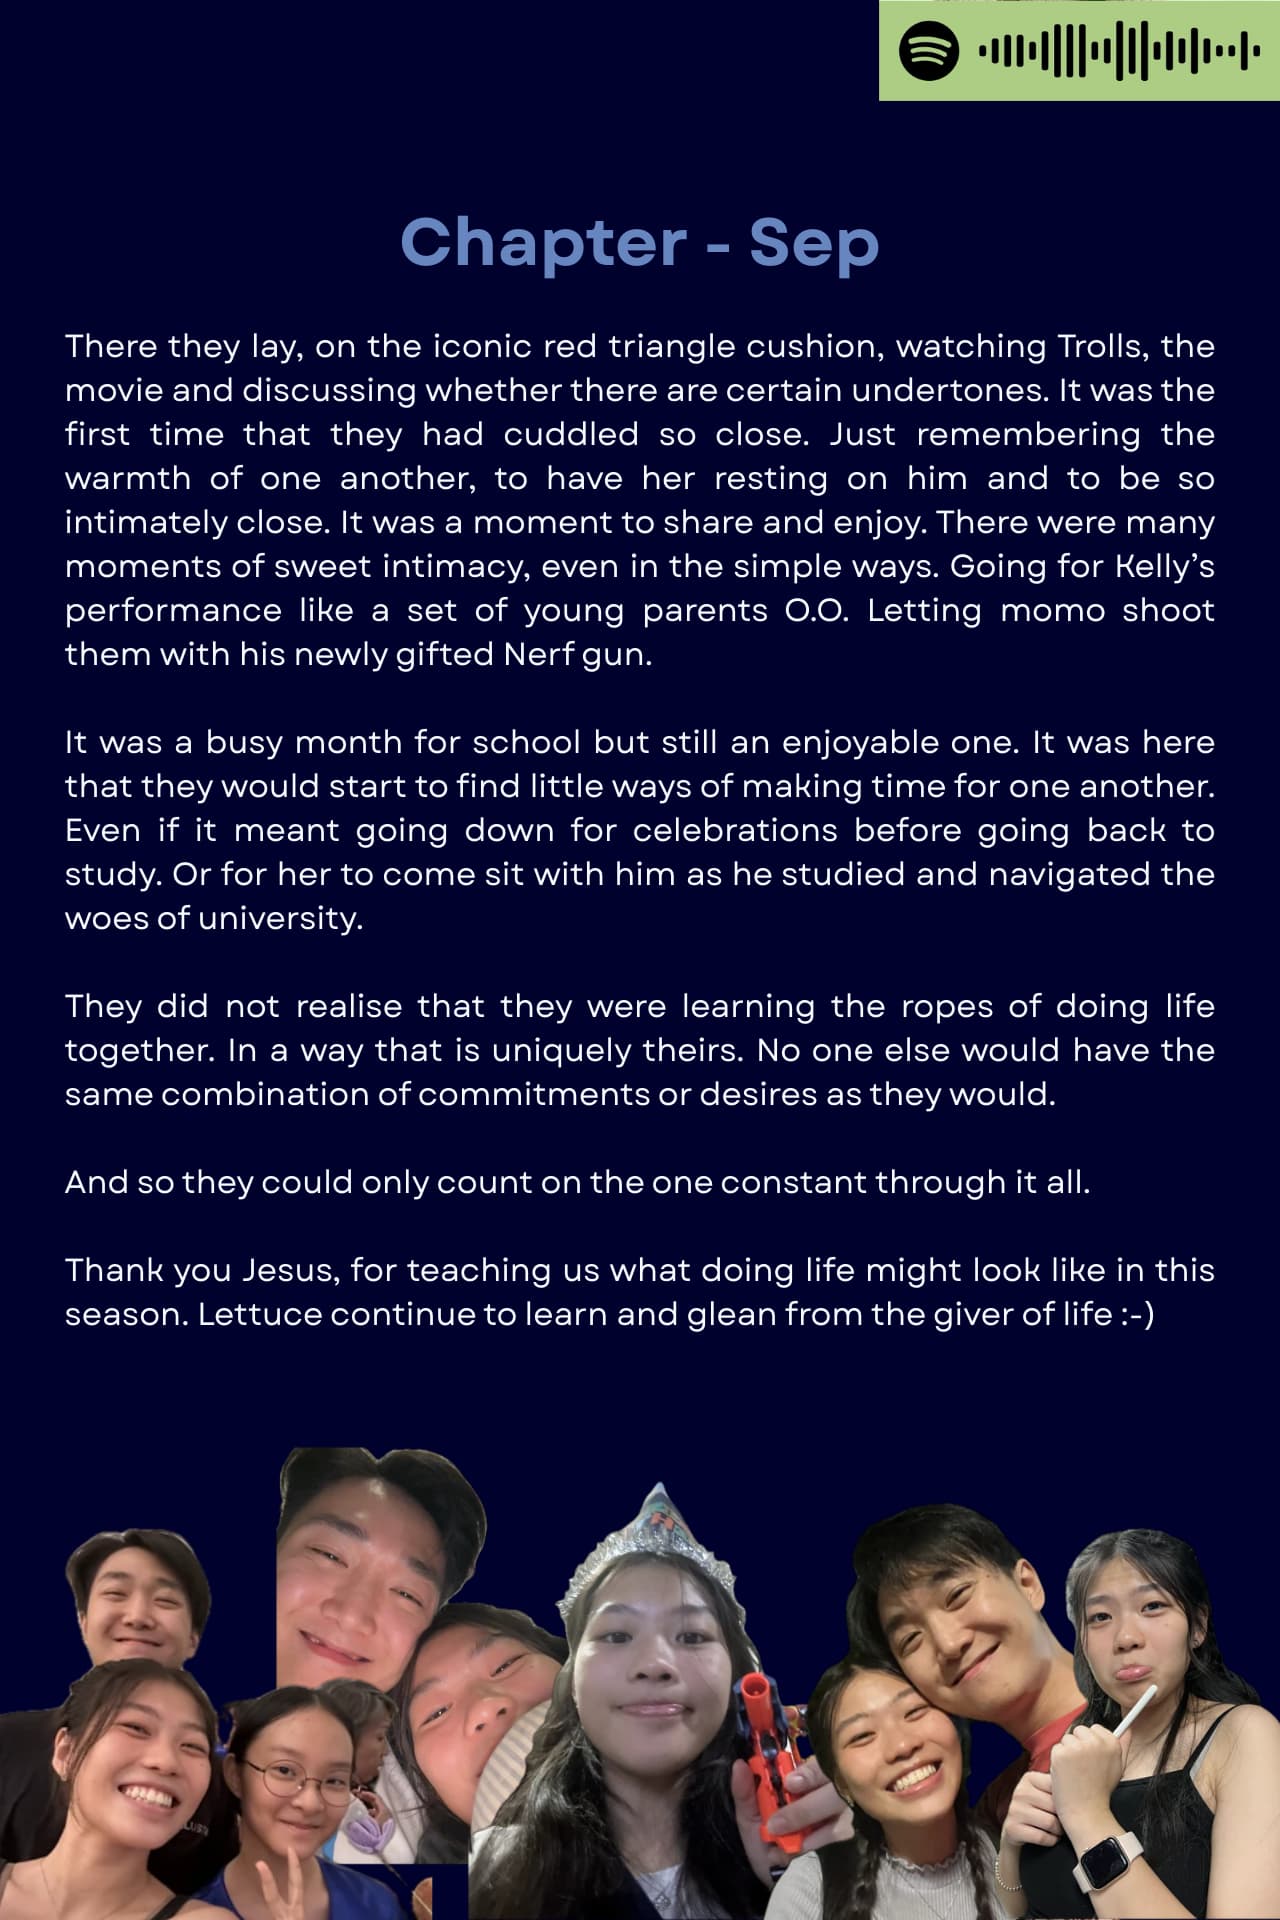 Chapter - Sep
There they lay, on the iconic red triangle cushion, watching Trolls, the
movie and discussing whether there are certain undertones. It was the
first time that they had cuddled so close. Just remembering the
warmth of one another, to have her resting on him and to be so
intimately close. It was a moment to share and enjoy. There were many
moments of sweet intimacy, even in the simple ways. Going for Kelly’s
performance like a set of young parents O.O. Letting momo shoot
them with his newly gifted Nerf gun.
It was a busy month for school but still an enjoyable one. It was here
that they would start to find little ways of making time for one another.
Even if it meant going down for celebrations before going back to
study. Or for her to come sit with him as he studied and navigated the
woes of university.
They did not realise that they were learning the ropes of doing life
together. In a way that is uniquely theirs. No one else would have the
same combination of commitments or desires as they would.
And so they could only count on the one constant through it all.
Thank you Jesus, for teaching us what doing life might look like in this
season. Lettuce continue to learn and glean from the giver of life :-)